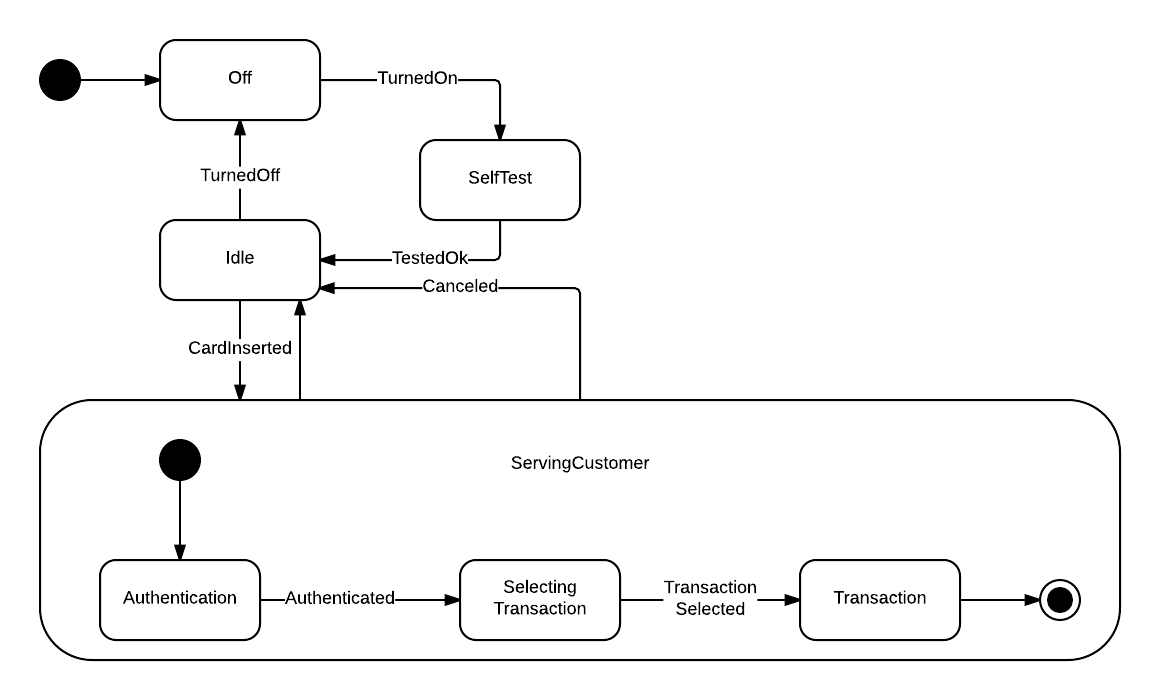 Off
TurnedOn
TurnedOff
SelfTest
Idle
TestedOk
Canceled
CardInserted
ServingCustomer
Authentication
Authenticated
Selecting
Transaction
Transaction
Selected
Transaction